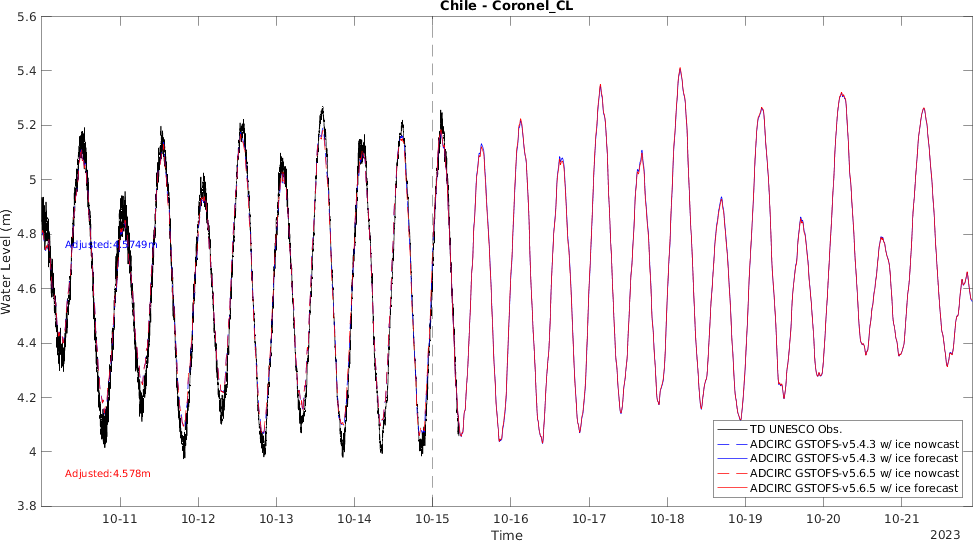 Chile - Coronel_CL
5.6
5.4
5.2
5
4.8
4.6
4.4
4.2
4
3.8
Water Level (m)
Adjusted:4.5749m
Adjusted:4.578m
TD UNESCO Obs.
ADCIRC GSTOFS-v5.4.3 w/ ice nowcast
ADCIRC GSTOFS-v5.4.3 w/ ice forecast
ADCIRC GSTOFS-v5.6.5 w/ ice nowcast
ADCIRC GSTOFS-v5.6.5 w/ ice forecast
10-11 10-12 10-13 10-14 10-15 10-16 10-17 10-18 10-19 10-20 10-21
Time
2023